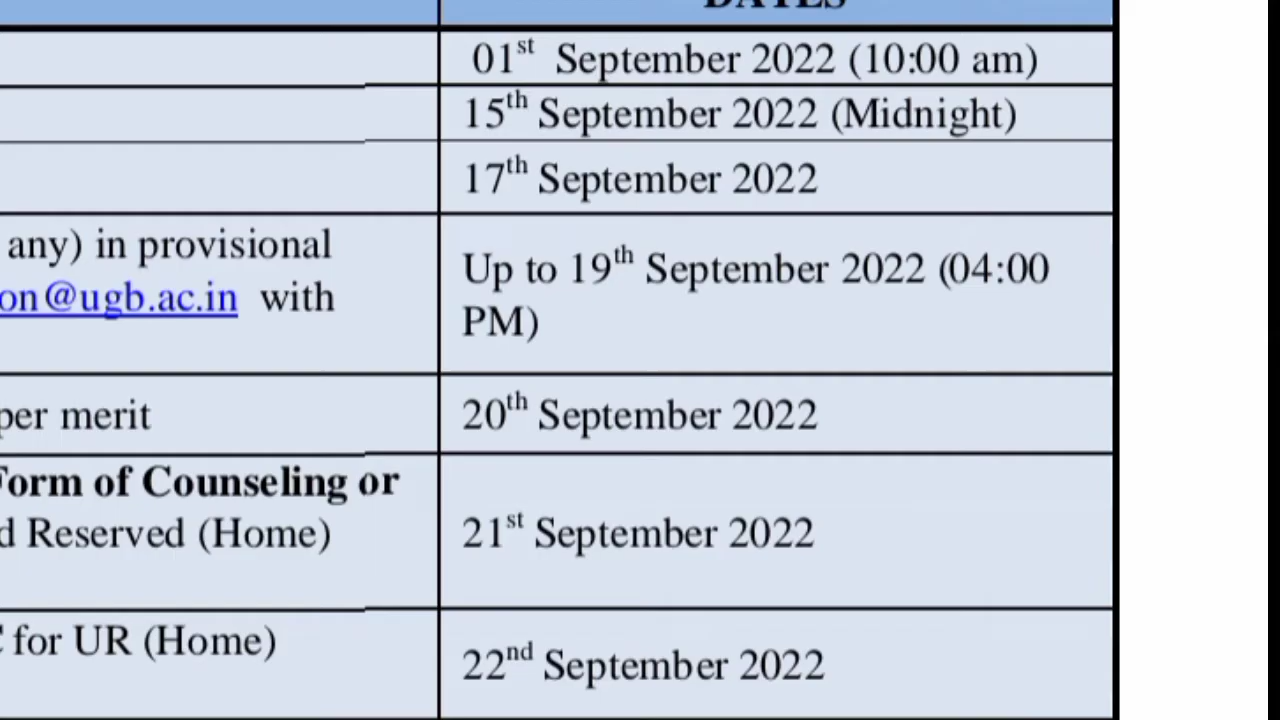 DATES
01st September 2022 (10:00 am)
15th September 2022 (Midnight)
17th September 2022
any) in provisional
on@ugb.ac.in with
Up to 19th September 2022 (04:00
PM)
per merit
20th September 2022
Form of Counseling or
d Reserved (Home)
21st September 2022
for UR (Home)
22nd September 2022